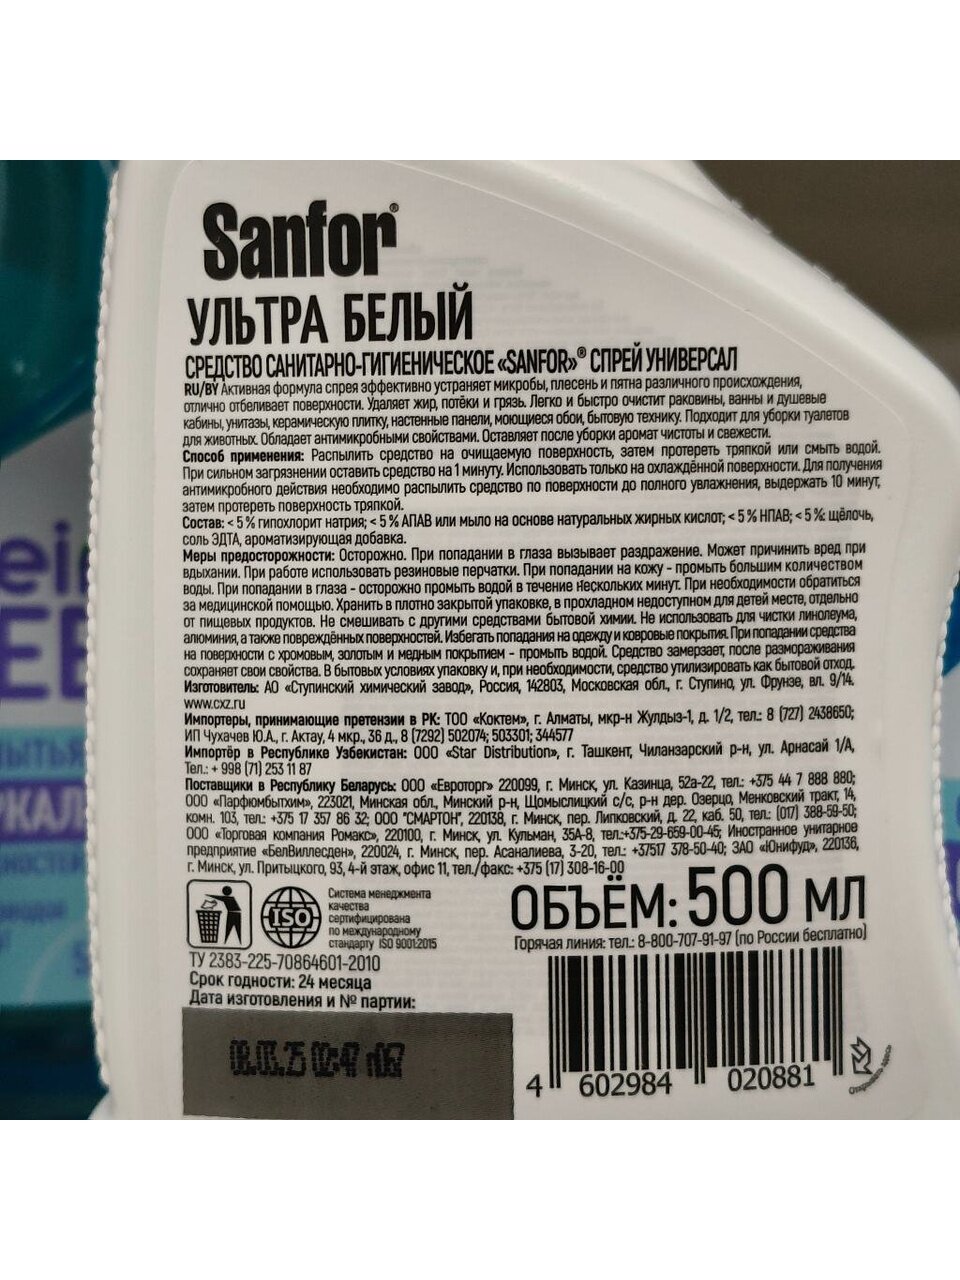 Sanfor®
УЛЬТРА БЕЛЫЙ
СРЕДСТВО САНИТАРНО-ГИГИЕНИЧЕСКОЕ «SANFOR»® СПРЕЙ УНИВЕРСАЛ
RU/BY Активная формула спрея эффективно устраняет микробы, плесень и пятна различного происхождения,
отлично отбеливает поверхности. Удаляет жир, потёки и грязь. Легко и быстро очистит раковины, ванны и душевые
кабины, унитазы, керамическую плитку, настенные панели, моющиеся обои, бытовую технику. Подходит для уборки туалетов
для животных. Обладает антимикробными свойствами. Оставляет после уборки аромат чистоты и свежести.
Способ применения: Распылить средство на очищаемую поверхность, затем протереть тряпкой или смыть водой.
При сильном загрязнении оставить средство на 1 минуту. Использовать только на охлаждённой поверхности. Для получения
антимикробного действия необходимо распылить средство по поверхности до полного увлажнения, выдержать 10 минут,
затем протереть поверхность тряпкой.
Состав: < 5 % гипохлорит натрия; < 5 % АПАВ или мыло на основе натуральных жирных кислот; < 5 % НПАВ; < 5 %: щёлочь,
соль ЭДТА, ароматизирующая добавка.
Меры предосторожности: Осторожно. При попадании в глаза вызывает раздражение. Может причинить вред при
вдыхании. При работе использовать резиновые перчатки. При попадании на кожу - промыть большим количеством
воды. При попадании в глаза - осторожно промыть водой в течение нескольких минут. При необходимости обратиться
за медицинской помощью. Хранить в плотно закрытой упаковке, в прохладном недоступном для детей месте, отдельно
от пищевых продуктов. Не смешивать с другими средствами бытовой химии. Не использовать для чистки линолеума,
алюминия, а также повреждённых поверхностей. Избегать попадания на одежду и ковровые покрытия. При попадании средства
на поверхности с хромовым, золотым и медным покрытием - промыть водой. Средство замерзает, после размораживания
сохраняет свои свойства. В бытовых условиях упаковку и, при необходимости, средство утилизировать как бытовой отход.
Изготовитель: АО «Ступинский химический завод», Россия, 142803, Московская обл., г. Ступино, ул. Фрунзе, вл. 9/14.
www.cxz.ru
Импортеры, принимающие претензии в РК: ТОО «Коктем», г. Алматы, мкр-н Жулдыз-1, д. 1/2, тел.: 8 (727) 2438650;
ИП Чухачев Ю.А., г. Актау, 4 мкр., 36 д., 8 (7292) 502074; 503301; 344577
Импортёр в Республике Узбекистан: ООО «Star Distribution», г. Ташкент, Чиланзарский р-н, ул. Арнасай 1/А,
Тел.: + 998 (71) 253 11 87
Поставщики в Республику Беларусь: ООО «Евроторг» 220099, г. Минск, ул. Казинца, 52а-22, тел.: +375 44 7 888 880;
ООО «Парфюмбытхим», 223021, Минская обл., Минский р-н, Щомыслицкий с/с, р-н дер. Озерцо, Менковский тракт, 14,
комн. 103, тел.: +375 17 357 86 32; ООО "СМАРТОН", 220138, г. Минск, пер. Липковский, д. 22, каб. 50, тел.: (017) 388-59-50;
ООО «Торговая компания Ромакс», 220100, г. Минск, ул. Кульман, 35А-8, тел.:+375-29-659-00-45; Иностранное унитарное
предприятие «БелВиллесден», 220024, г. Минск, пер. Асаналиева, 3-20, тел.: +37517 378-50-40; ЗАО «Юнифуд», 220136,
г. Минск, ул. Притыцкого, 93, 4-й этаж, офис 11, тел./факс: +375 (17) 308-16-00
ISO
Система менеджмента
качества
сертифицирована
по международному
стандарту ISO 9001:2015
ОБЪЁМ: 500 МЛ
Горячая линия: тел.: 8-800-707-91-97 (по России бесплатно)
ТУ 2383-225-70864601-2010
Срок годности: 24 месяца
Дата изготовления и № партии:
4 602984 020881